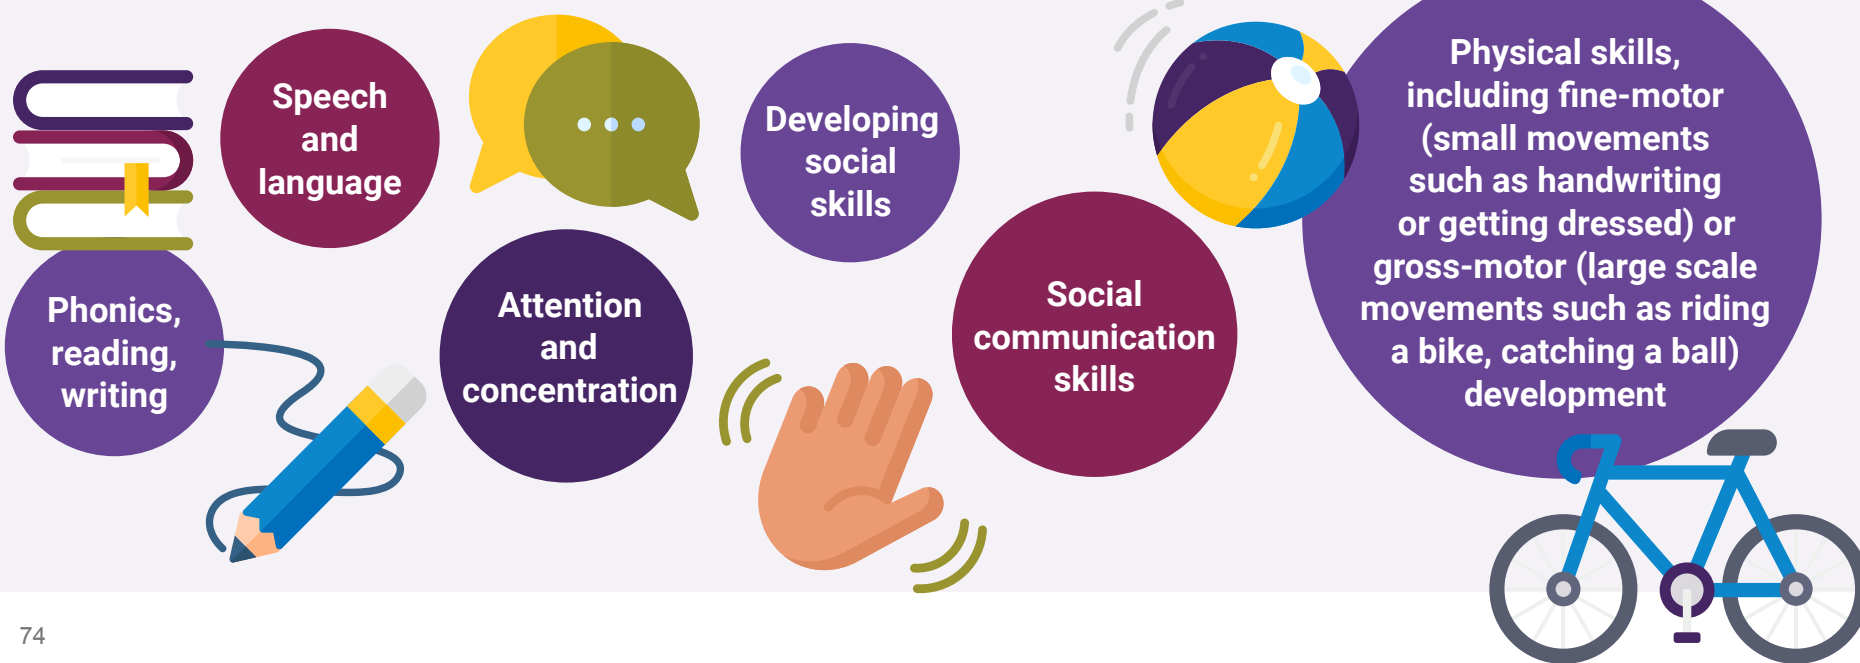 Speech
and
language
Developing
social
skills
Physical skills,
including fine-motor
(small movements
such as handwriting
or getting dressed) or
gross-motor (large scale
movements such as riding
a bike, catching a ball)
development
Phonics,
reading,
writing
Attention
and
concentration
Social
communication
skills
74